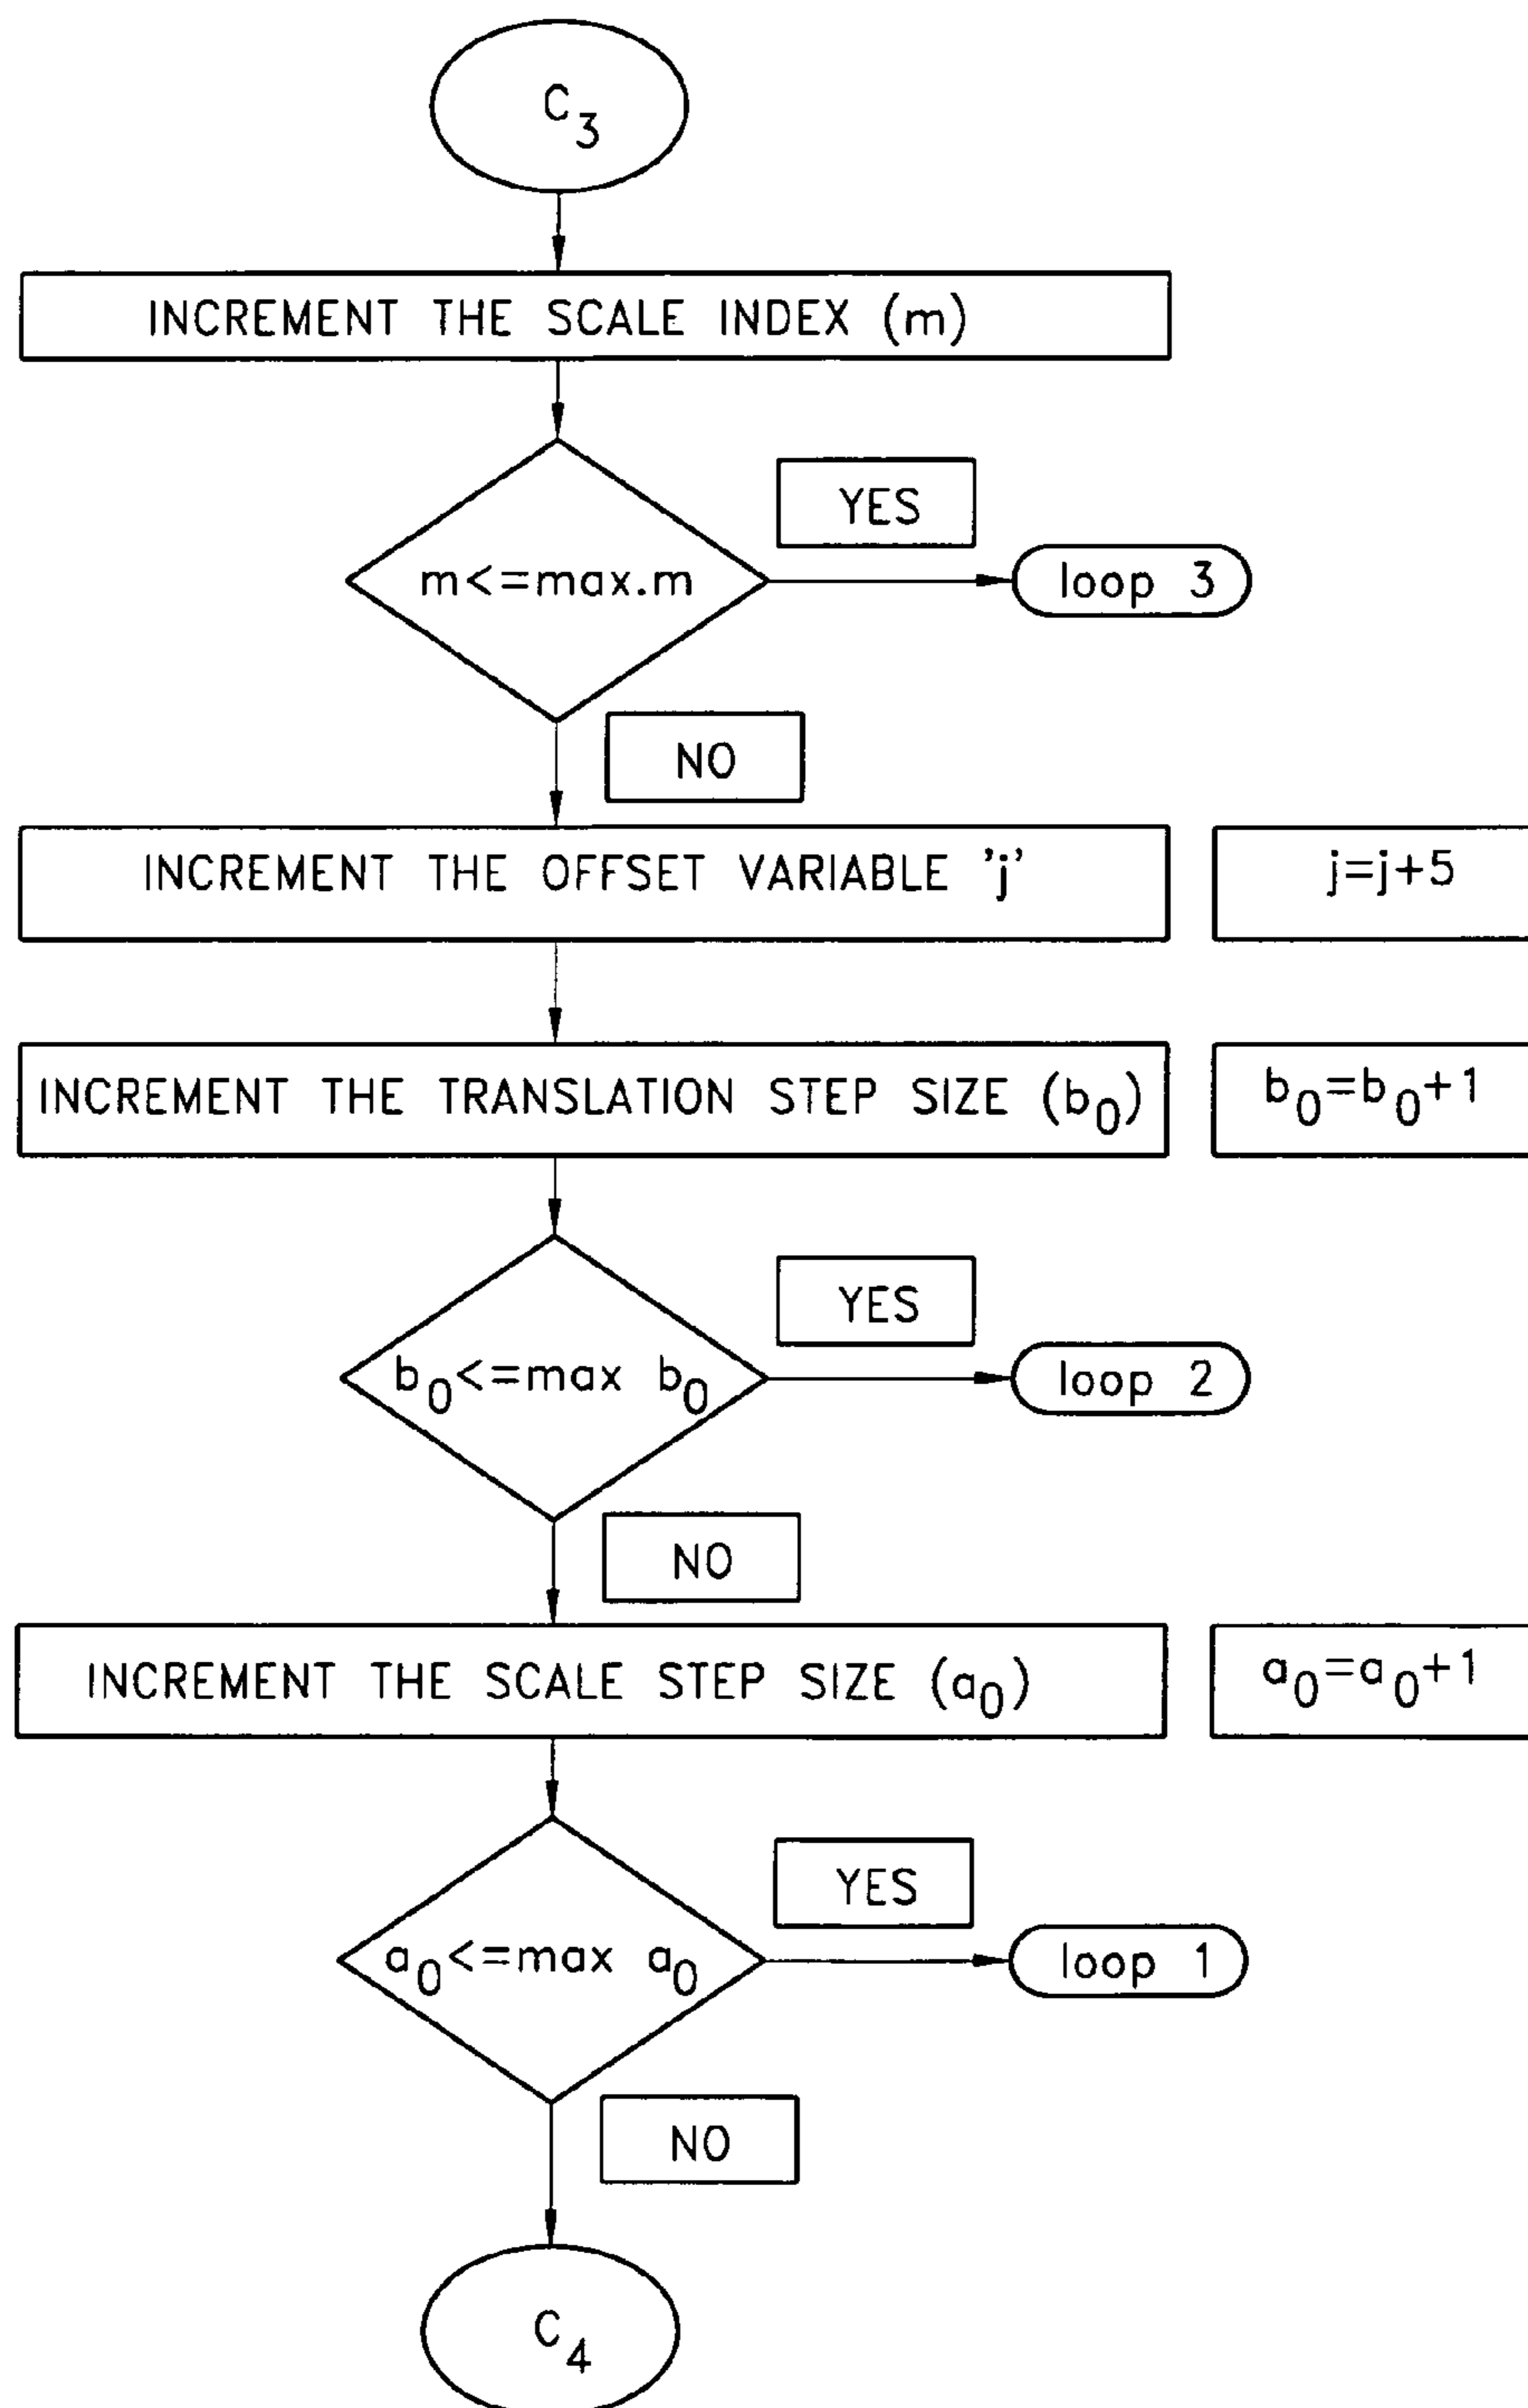 C₃
INCREMENT THE SCALE INDEX (m)
YES
m<=max.m
loop 3
NO
INCREMENT THE OFFSET VARIABLE 'j'
j=j+5
INCREMENT THE TRANSLATION STEP SIZE (b₀)
b₀=b₀+1
YES
b₀<=max b₀
loop 2
NO
INCREMENT THE SCALE STEP SIZE (a₀)
a₀=a₀+1
YES
a₀<=max a₀
loop 1
NO
C₄